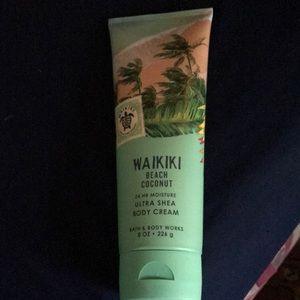 WAIKIKI
BEACH
COCONUT
24 HR MOISTURE
ULTRA SHEA
BODY CREAM
BATH & BODY WORKS
8 OZ • 226 g